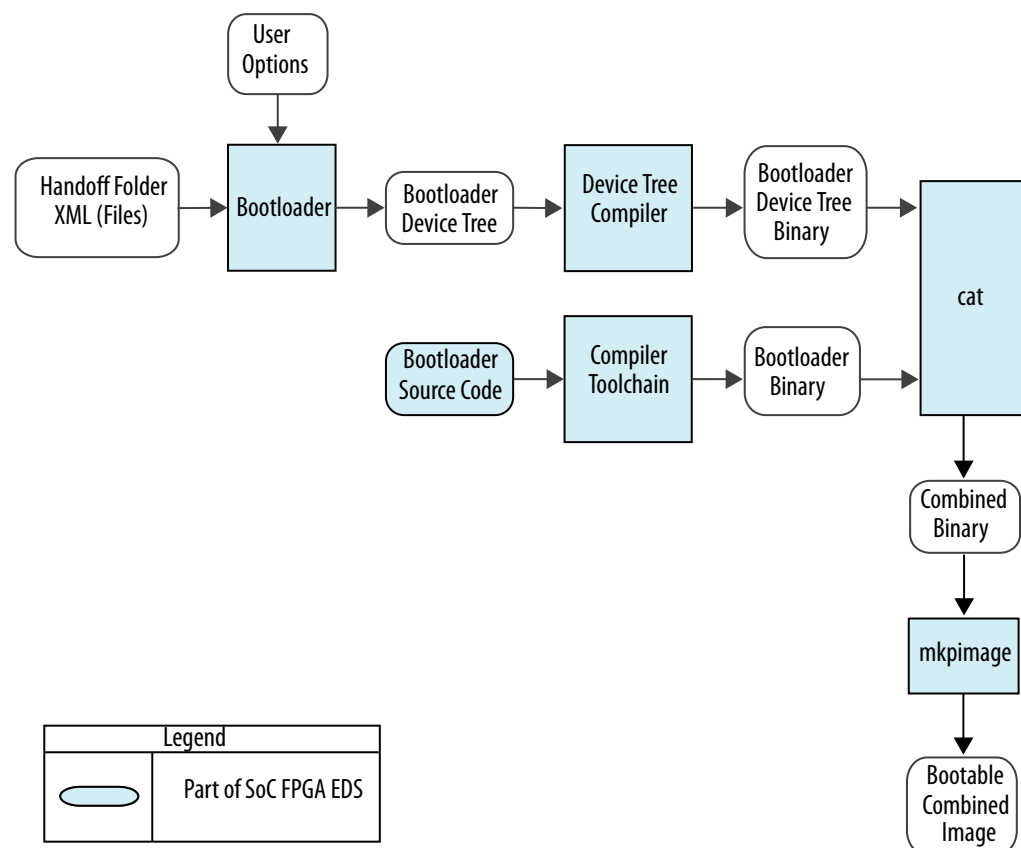 User
Options
Handoff Folder
XML (Files)
Bootloader
Bootloader
Device Tree
Device Tree
Compiler
Bootloader
Device Tree
Binary
cat
Bootloader
Source Code
Compiler
Toolchain
Bootloader
Binary
Combined
Binary
mkpimage
Bootable
Combined
Image
Legend
Part of SoC FPGA EDS